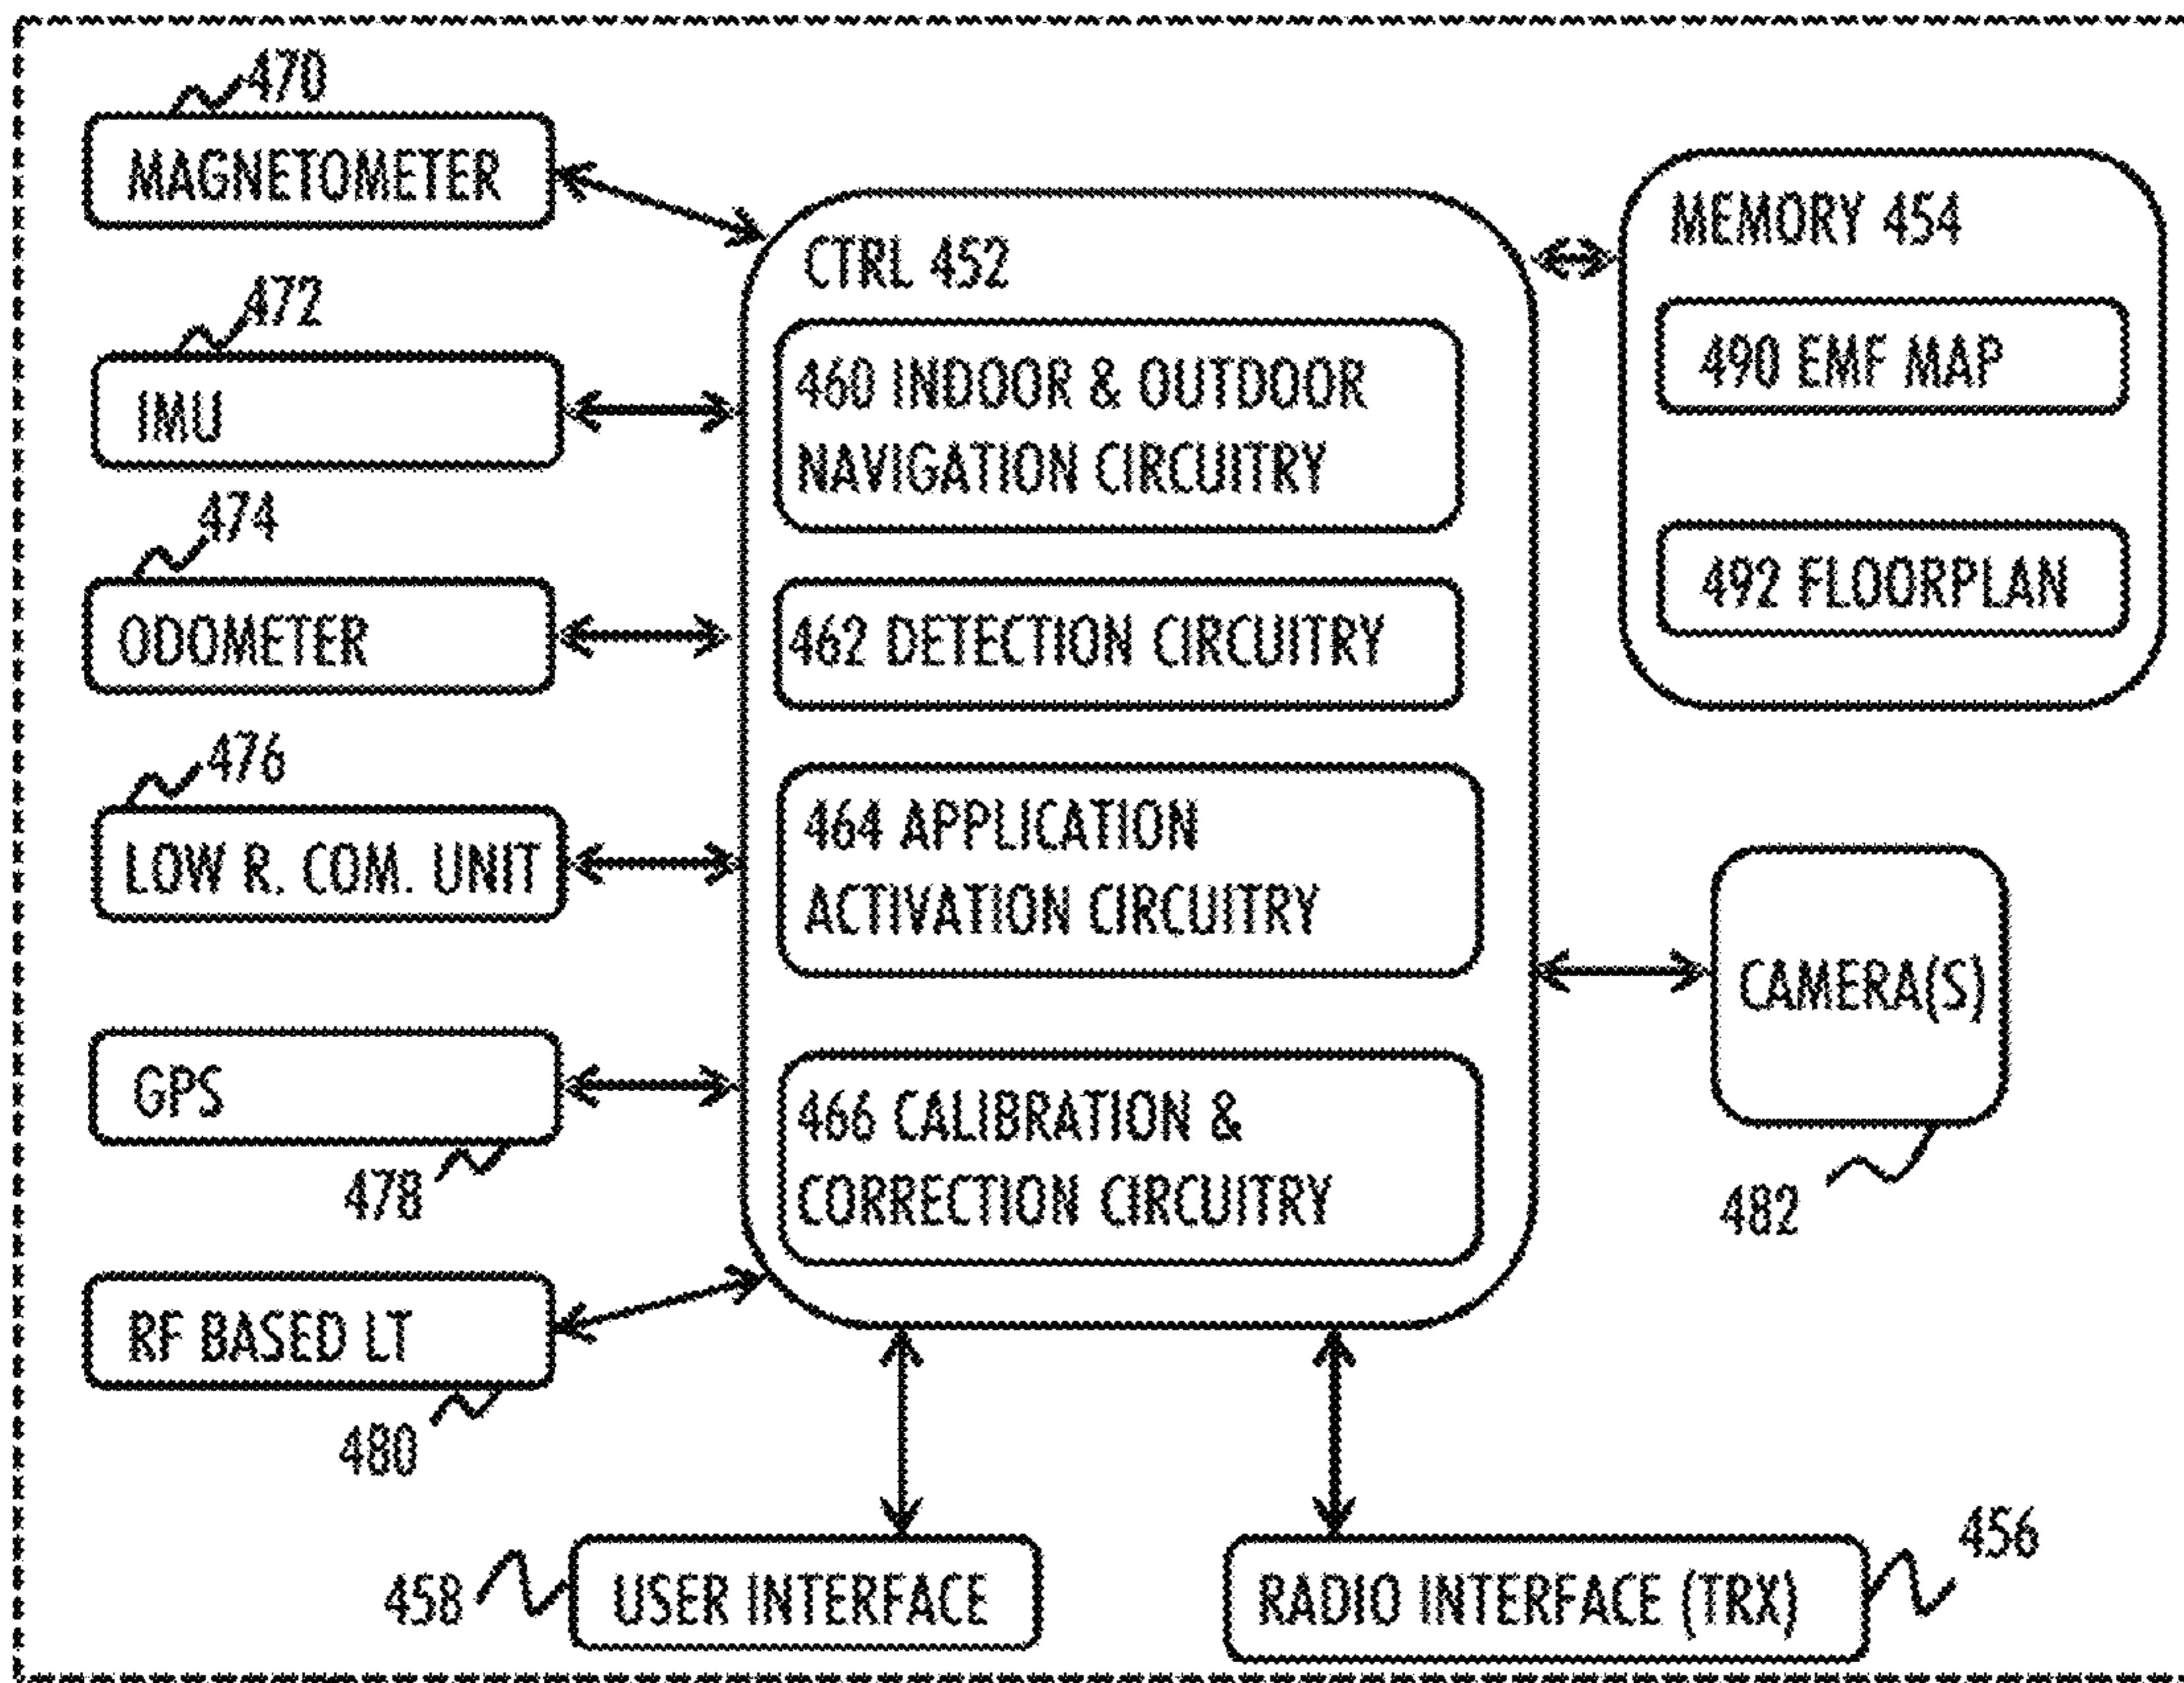 470
MAGNETOMETER
472
IMU
474
ODOMETER
476
LOW R. COM. UNIT
GPS
478
RF BASED LT
480
CTRL 452
460 INDOOR & OUTDOOR
NAVIGATION CIRCUITRY
462 DETECTION CIRCUITRY
464 APPLICATION
ACTIVATION CIRCUITRY
466 CALIBRATION &
CORRECTION CIRCUITRY
MEMORY 454
490 EMF MAP
492 FLOORPLAN
CAMERA(S)
482
458
USER INTERFACE
RADIO INTERFACE (TRX)
456